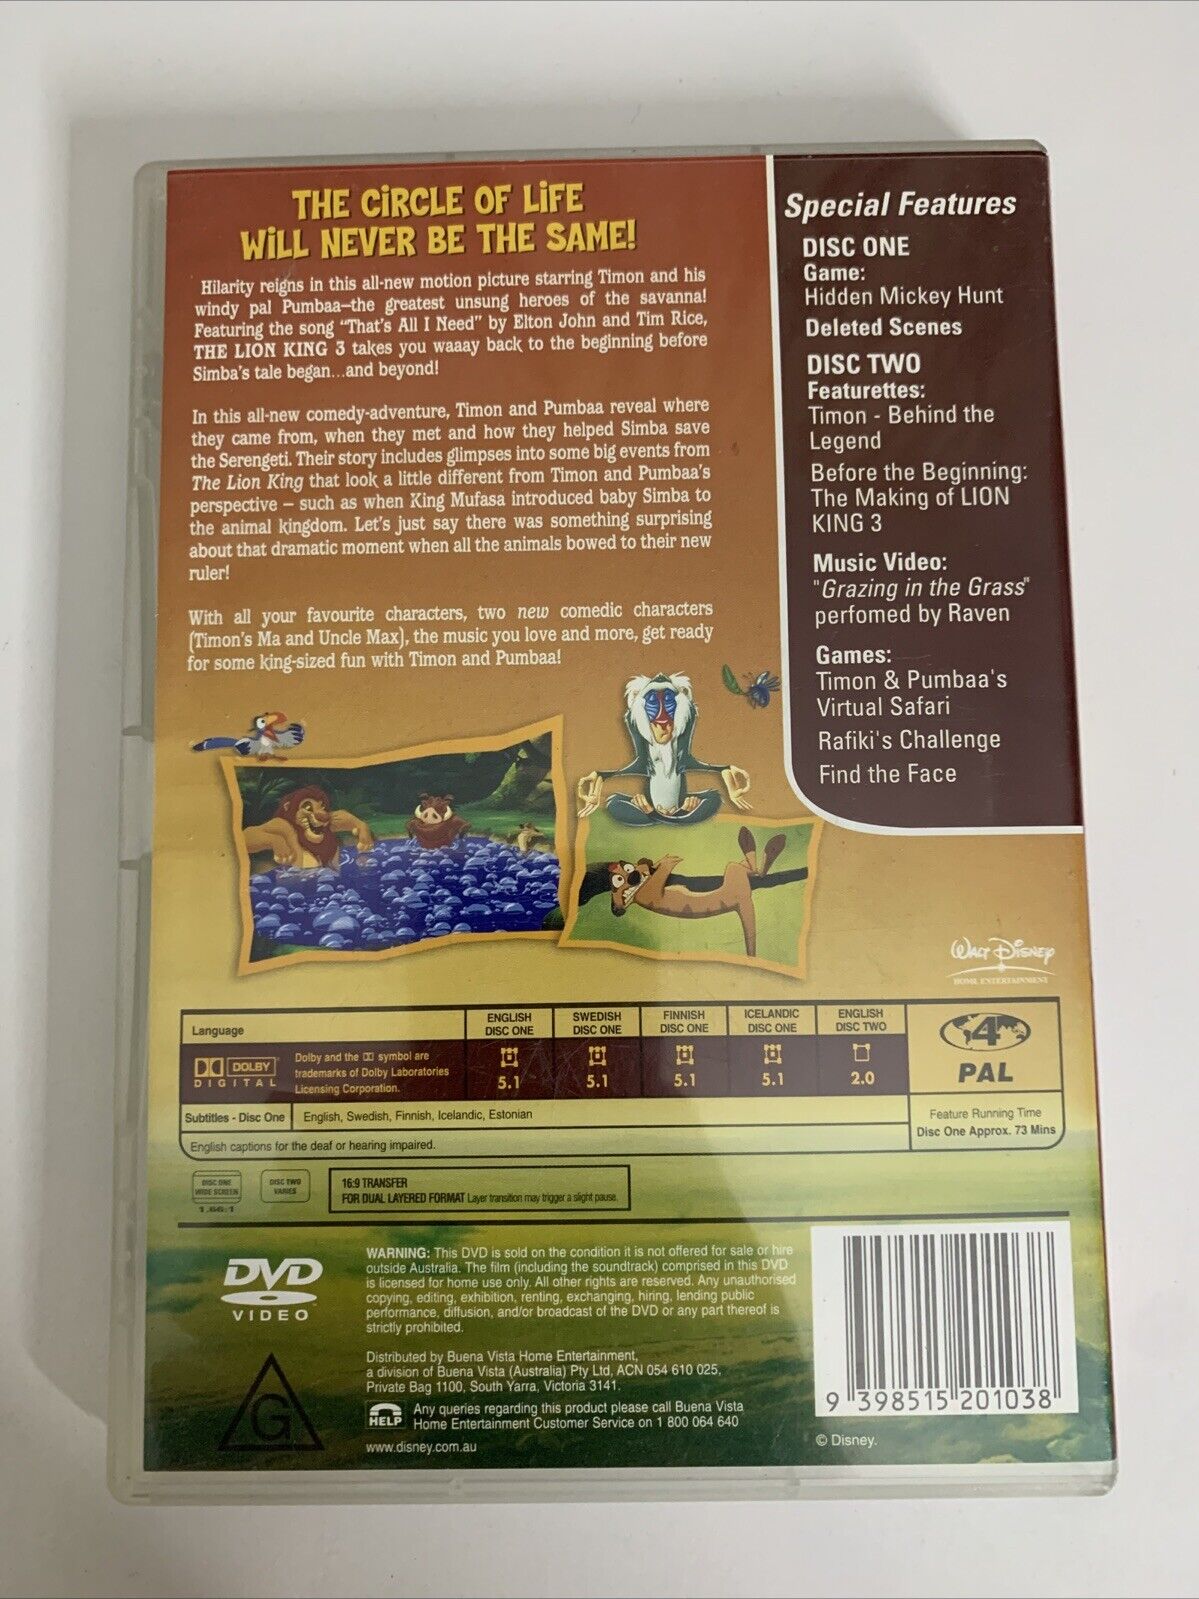 THE CiRCLE OF LiFE
WiLL NEVER BE THE SAME!
Hilarity reigns in this all-new motion picture starring Timon and his
windy pal Pumbaa–the greatest unsung heroes of the savanna!
Featuring the song "That's All I Need" by Elton John and Tim Rice,
THE LION KING 3 takes you waaay back to the beginning before
Simba's tale began...and beyond!
In this all-new comedy-adventure, Timon and Pumbaa reveal where
they came from, when they met and how they helped Simba save
the Serengeti. Their story includes glimpses into some big events from
The Lion King that look a little different from Timon and Pumbaa's
perspective – such as when King Mufasa introduced baby Simba to
the animal kingdom. Let's just say there was something surprising
about that dramatic moment when all the animals bowed to their new
ruler!
With all your favourite characters, two new comedic characters
(Timon's Ma and Uncle Max), the music you love and more, get ready
for some king-sized fun with Timon and Pumbaa!
Special Features
DISC ONE
Game:
Hidden Mickey Hunt
Deleted Scenes
DISC TWO
Featurettes:
Timon - Behind the
Legend
Before the Beginning:
The Making of LION
KING 3
Music Video:
"Grazing in the Grass"
perfomed by Raven
Games:
Timon & Pumbaa's
Virtual Safari
Rafiki's Challenge
Find the Face
WALT DISNEY
HOME ENTERTAINMENT
Language
ENGLISH DISC ONE
SWEDISH DISC ONE
FINNISH DISC ONE
ICELANDIC DISC ONE
ENGLISH DISC TWO
DOLBY
DIGITAL
Dolby and the DD symbol are
trademarks of Dolby Laboratories
Licensing Corporation.
5.1 5.1 5.1 5.1 2.0
4
PAL
Subtitles - Disc One English, Swedish, Finnish, Icelandic, Estonian
English captions for the deaf or hearing impaired.
Feature Running Time
Disc One Approx. 73 Mins
DISC ONE
WIDE SCREEN
1.66:1
DISC TWO
VARIES
16:9 TRANSFER
FOR DUAL LAYERED FORMAT Layer transition may trigger a slight pause.
DVD
VIDEO
WARNING: This DVD is sold on the condition it is not offered for sale or hire
outside Australia. The film (including the soundtrack) comprised in this DVD
is licensed for home use only. All other rights are reserved. Any unauthorised
copying, editing, exhibition, renting, exchanging, hiring, lending public
performance, diffusion, and/or broadcast of the DVD or any part thereof is
strictly prohibited.
Distributed by Buena Vista Home Entertainment,
a division of Buena Vista (Australia) Pty Ltd, ACN 054 610 025,
Private Bag 1100, South Yarra, Victoria 3141.
HELP
Any queries regarding this product please call Buena Vista
Home Entertainment Customer Service on 1 800 064 640
www.disney.com.au
G
9 398515 201038
© Disney.